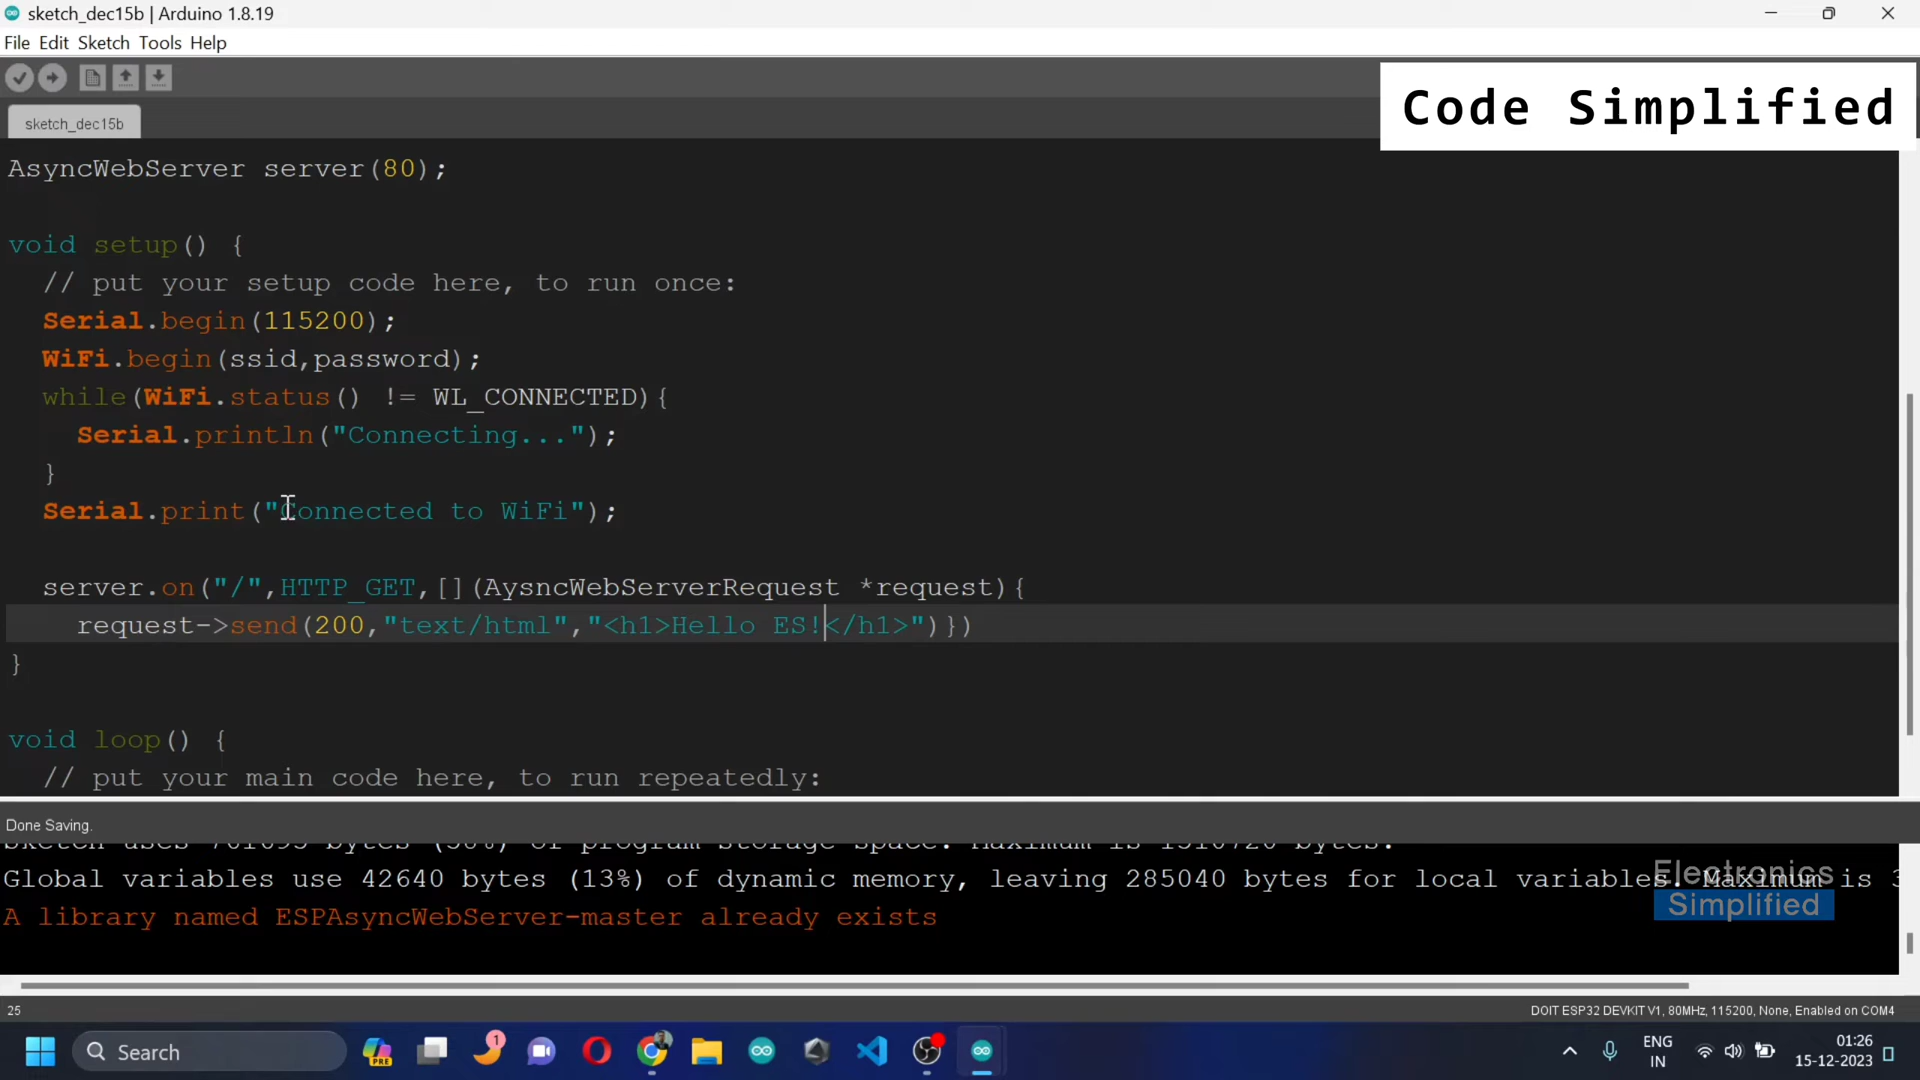 sketch_dec15b | Arduino 1.8.19
File Edit Sketch Tools Help
Code Simplified
sketch_dec15b
AsyncWebServer server(80);
void setup() {
// put your setup code here, to run once:
Serial.begin(115200);
WiFi.begin(ssid,password);
while(WiFi.status() != WL_CONNECTED){
Serial.println("Connecting...");
}
Serial.print("Connected to WiFi");
server.on("/",HTTP_GET,[](AysncWebServerRequest *request){
request->send(200,"text/html","<h1>Hello ES!</h1>")})
}
void loop() {
// put your main code here, to run repeatedly:
Done Saving.
Global variables use 42640 bytes (13%) of dynamic memory, leaving 285040 bytes for local variables. Maximum is 3
A library named ESPAsyncWebServer-master already exists
Electronics
Simplified
25
DOIT ESP32 DEVKIT V1, 80MHz, 115200, None, Enabled on COM4
Search
PRE
1
ENG
IN
01:26
15-12-2023